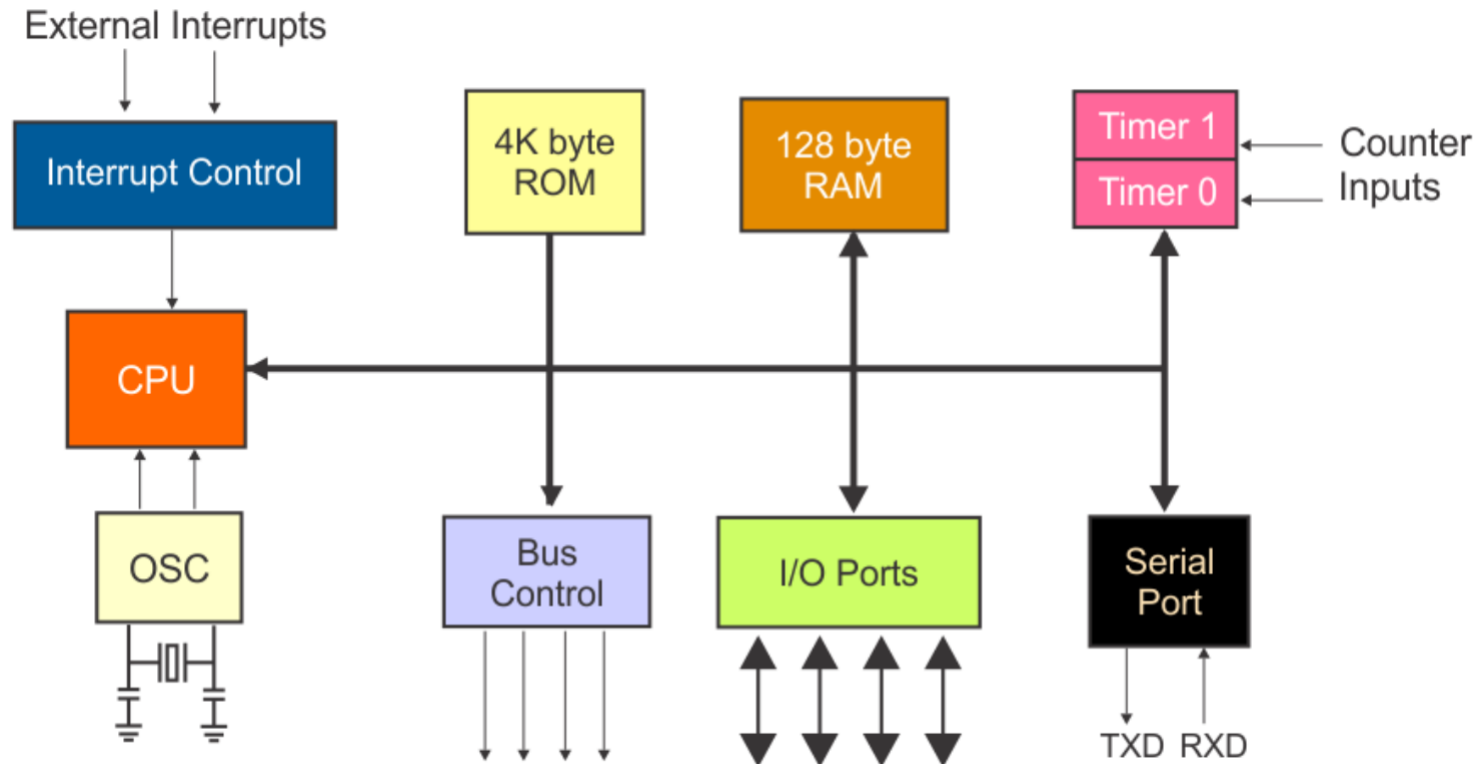 External Interrupts
Interrupt Control
4K byte
ROM
128 byte
RAM
Timer 1
Timer 0
Counter
Inputs
CPU
OSC
Bus
Control
I/O Ports
Serial
Port
TXD RXD